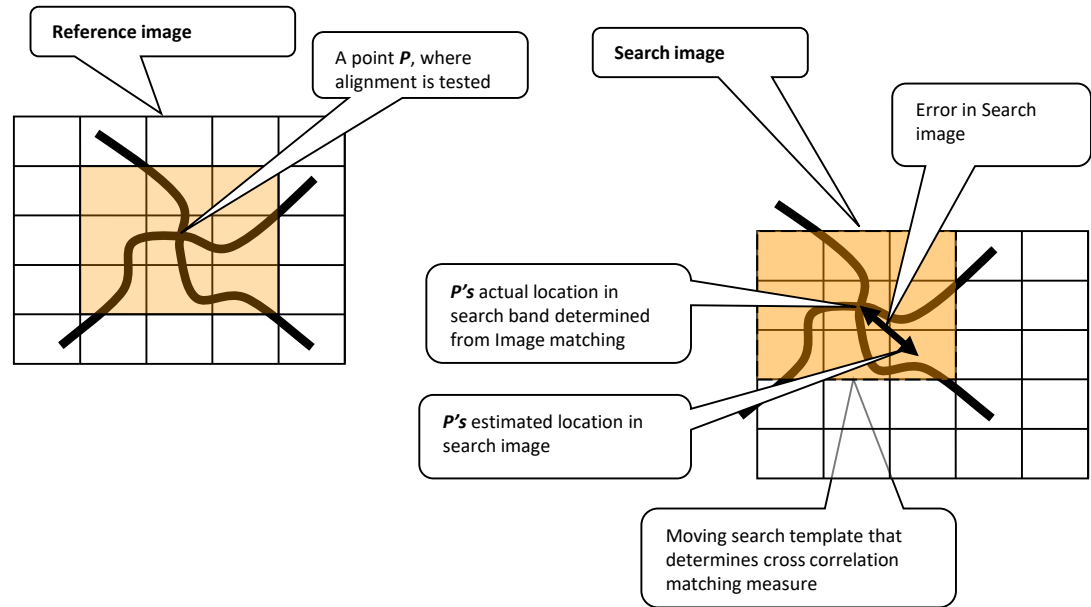 Reference image
A point P, where
alignment is tested
Search image
Error in Search
image
P's actual location in
search band determined
from Image matching
P's estimated location in
search image
Moving search template that
determines cross correlation
matching measure